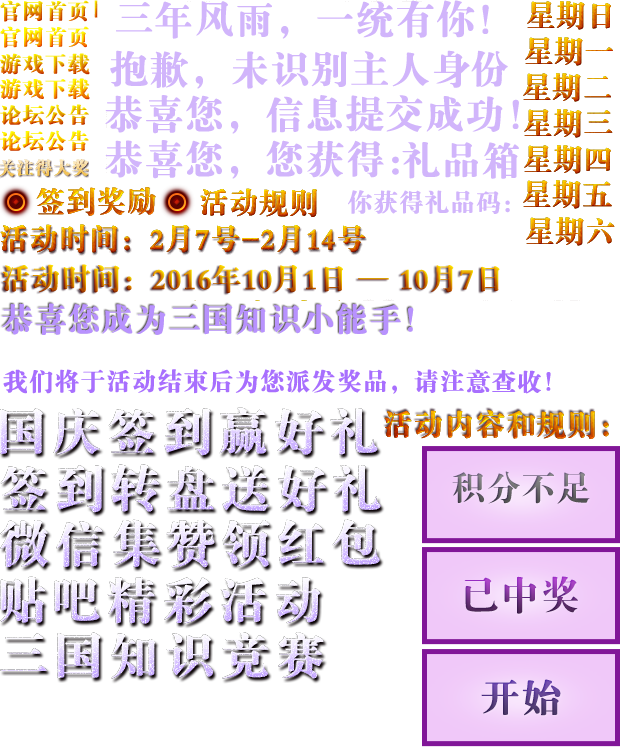 官网首页
官网首页
游戏下载
游戏下载
论坛公告
论坛公告
关注得大奖
三年风雨，一统有你！
抱歉，未识别主人身份
恭喜您，信息提交成功！
恭喜您，您获得:礼品箱
星期日
星期一
星期二
星期三
星期四
星期五
星期六
签到奖励
活动规则
你获得礼品码：
活动时间：2月7号-2月14号
活动时间：2016年10月1日 — 10月7日
恭喜您成为三国知识小能手！
我们将于活动结束后为您派发奖品，请注意查收！
国庆签到赢好礼
签到转盘送好礼
微信集赞领红包
贴吧精彩活动
三国知识竞赛
活动内容和规则：
积分不足
已中奖
开始